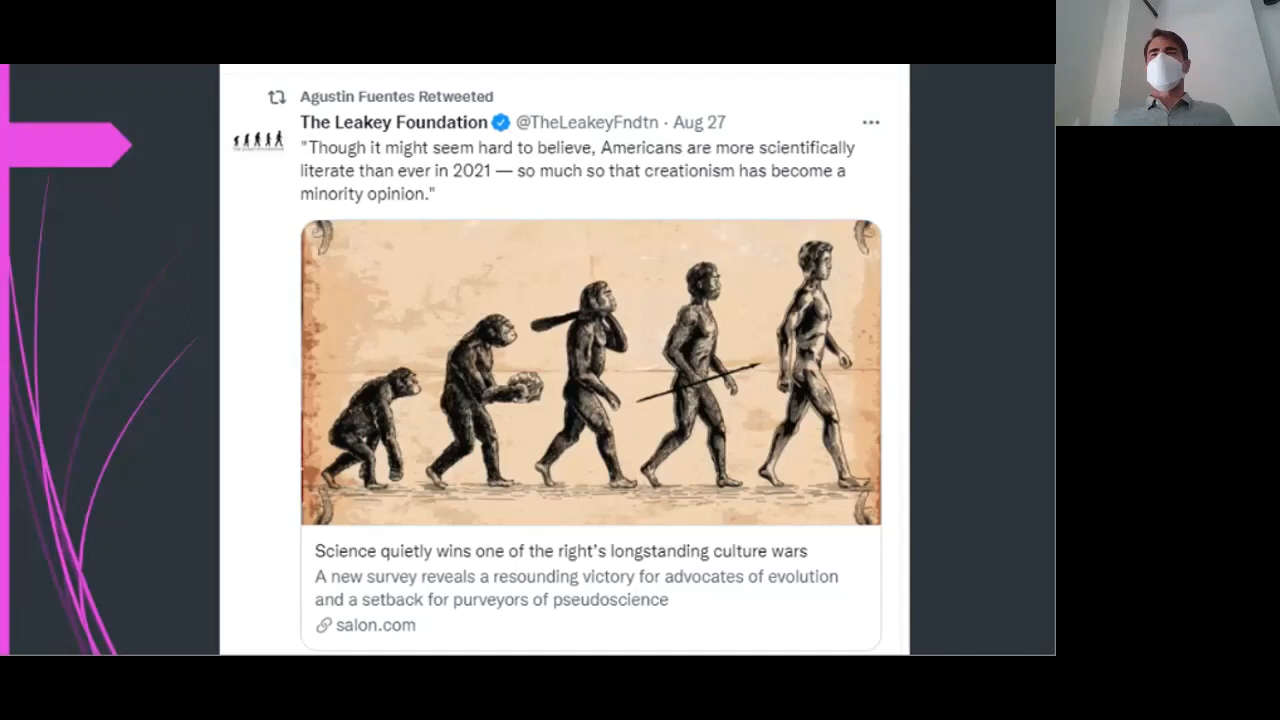 Agustin Fuentes Retweeted
The Leakey Foundation @TheLeakeyFndtn · Aug 27
"Though it might seem hard to believe, Americans are more scientifically
literate than ever in 2021 — so much so that creationism has become a
minority opinion."
Science quietly wins one of the right's longstanding culture wars
A new survey reveals a resounding victory for advocates of evolution
and a setback for purveyors of pseudoscience
salon.com